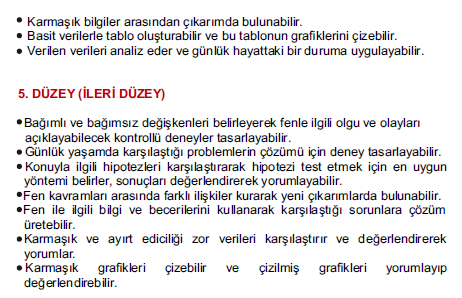 • Karmaşık bilgiler arasından çıkarımda bulunabilir.
• Basit verilerle tablo oluşturabilir ve bu tablonun grafiklerini çizebilir.
• Verilen verileri analiz eder ve günlük hayattaki bir duruma uygulayabilir.
5. DÜZEY (İLERİ DÜZEY)
•Bağımlı ve bağımsız değişkenleri belirleyerek fenle ilgili olgu ve olayları
açıklayabilecek kontrollü deneyler tasarlayabilir.
•Günlük yaşamda karşılaştığı problemlerin çözümü için deney tasarlayabilir.
•Konuyla ilgili hipotezleri karşılaştırarak hipotezi test etmek için en uygun
yöntemi belirler, sonuçları değerlendirerek yorumlayabilir.
•Fen kavramları arasında farklı ilişkiler kurarak yeni çıkarımlarda bulunabilir.
•Fen ile ilgili bilgi ve becerilerini kullanarak karşılaştığı sorunlara çözüm
üretebilir.
•Karmaşık ve ayırt ediciliği zor verileri karşılaştırır ve değerlendirerek
yorumlar.
•Karmaşık grafikleri çizebilir ve çizilmiş grafikleri yorumlayıp
değerlendirebilir.